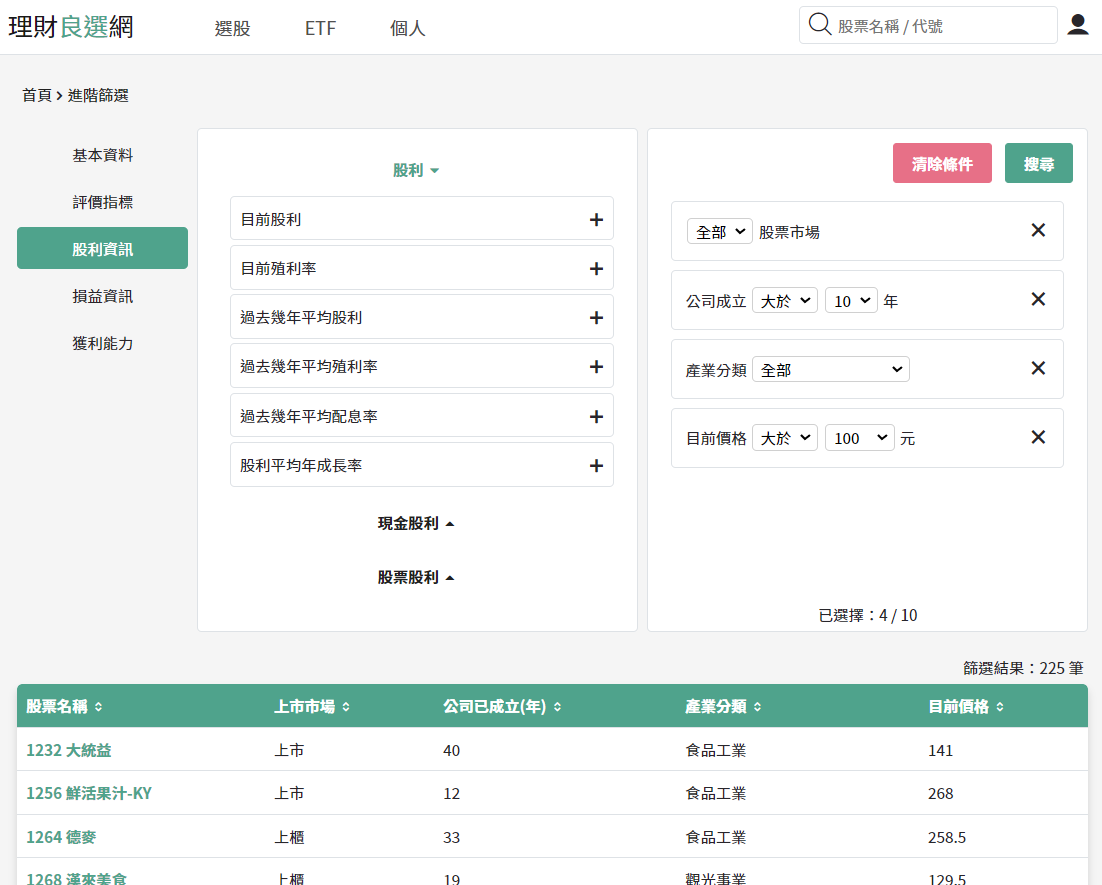 理財良選網 選股 ETF 個人 股票名稱 / 代號
首頁 > 進階篩選
基本資料
評價指標
股利資訊
損益資訊
獲利能力
股利
目前股利 +
目前殖利率 +
過去幾年平均股利 +
過去幾年平均殖利率 +
過去幾年平均配息率 +
股利平均年成長率 +
現金股利
股票股利
清除條件 搜尋
全部 股票市場 ✕
公司成立 大於 10 年 ✕
產業分類 全部 ✕
目前價格 大於 100 元 ✕
已選擇：4 / 10
篩選結果：225 筆
股票名稱 上市市場 公司已成立(年) 產業分類 目前價格
1232 大統益 上市 40 食品工業 141
1256 鮮活果汁-KY 上市 12 食品工業 268
1264 德麥 上櫃 33 食品工業 258.5
1268 漢來美食 上櫃 19 觀光事業 129.5